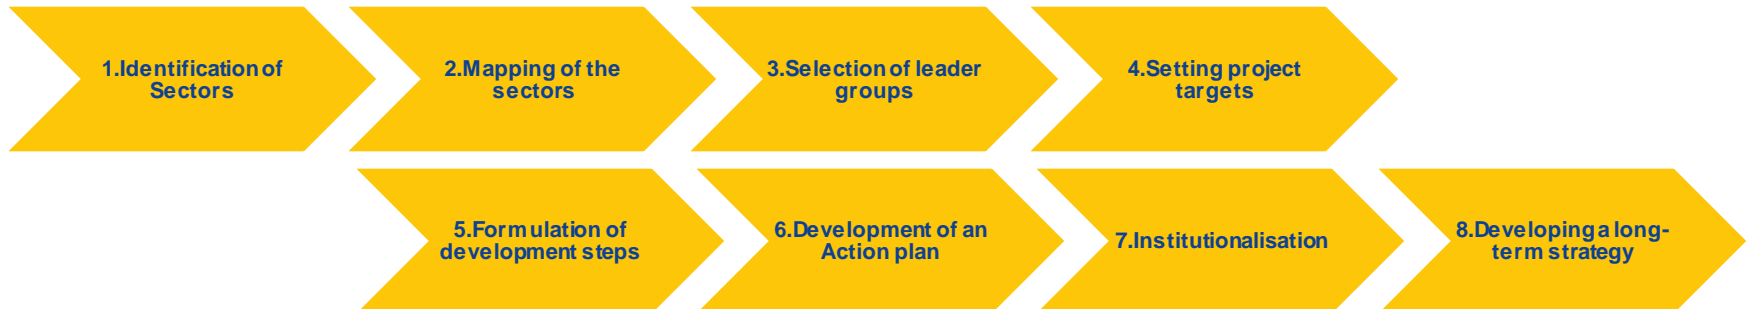 1.Identification of
Sectors
2.Mapping of the
sectors
3.Selection of leader
groups
4.Setting project
targets
5.Formulation of
development steps
6.Development of an
Action plan
7.Institutionalisation
8.Developing a long-
term strategy